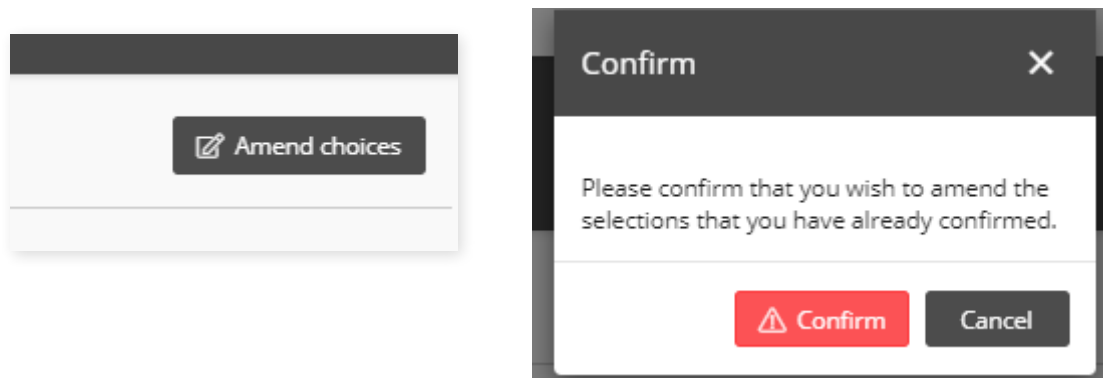 Amend choices
Confirm
Please confirm that you wish to amend the
selections that you have already confirmed.
Confirm
Cancel